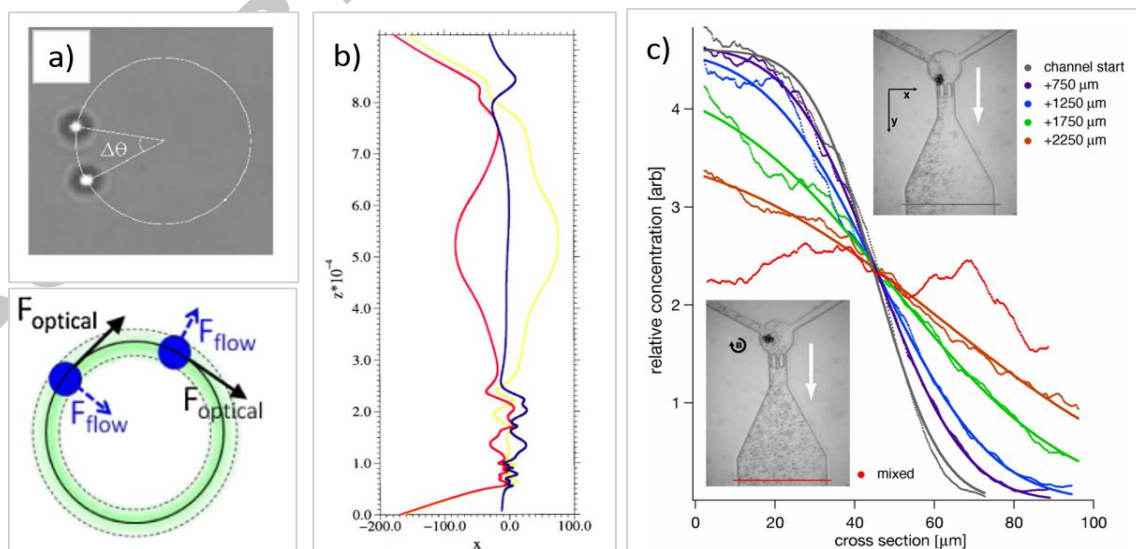 a)
Δθ
F optical
F flow
F flow
F optical
b)
z*10⁻⁴
8.0
7.0
6.0
5.0
4.0
3.0
2.0
1.0
0.0
-200.0 -100.0 0.0 100.0
x
c)
relative concentration [arb]
4
3
2
1
0 20 40 60 80 100
cross section [µm]
x
y
channel start
+750 µm
+1250 µm
+1750 µm
+2250 µm
B
mixed